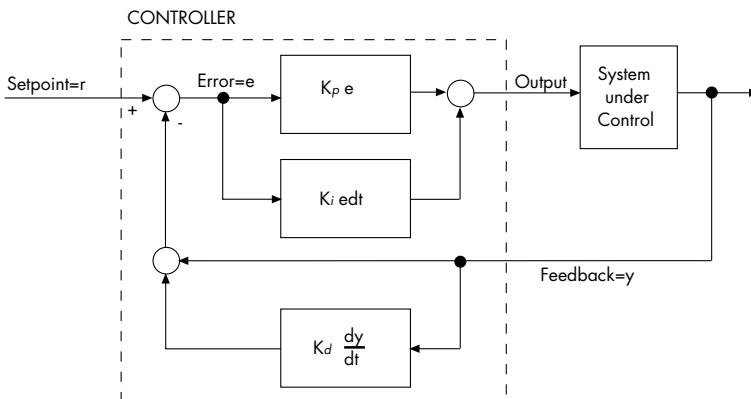 CONTROLLER
Setpoint=r
+
-
Error=e
Kp e
Ki edt
Output
System
under
Control
Feedback=y
Kd dy
dt